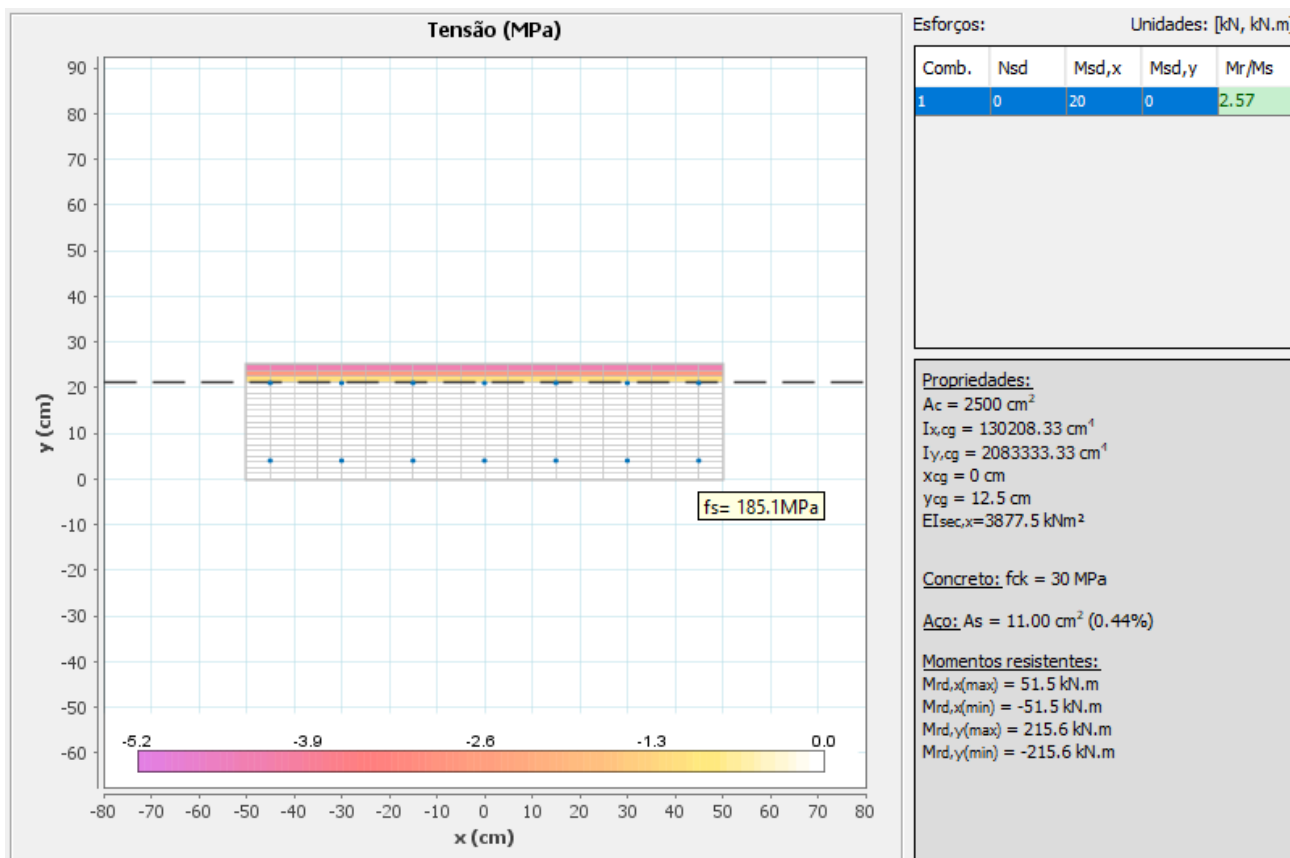 Tensão (MPa)
90
80
70
60
50
40
30
20
10
0
-10
-20
-30
-40
-50
-60
y (cm)
fs= 185.1MPa
-5.2 -3.9 -2.6 -1.3 0.0
-80 -70 -60 -50 -40 -30 -20 -10 0 10 20 30 40 50 60 70 80
x (cm)
Esforços: Unidades: [kN, kN.m]
Comb. Nsd Msd,x Msd,y Mr/Ms
1 0 20 0 2.57
Propriedades:
Ac = 2500 cm²
Ix,cg = 130208.33 cm⁴
Iy,cg = 2083333.33 cm⁴
xcg = 0 cm
ycg = 12.5 cm
EIsec,x=3877.5 kNm²
Concreto: fck = 30 MPa
Aço: As = 11.00 cm² (0.44%)
Momentos resistentes:
Mrd,x(max) = 51.5 kN.m
Mrd,x(min) = -51.5 kN.m
Mrd,y(max) = 215.6 kN.m
Mrd,y(min) = -215.6 kN.m